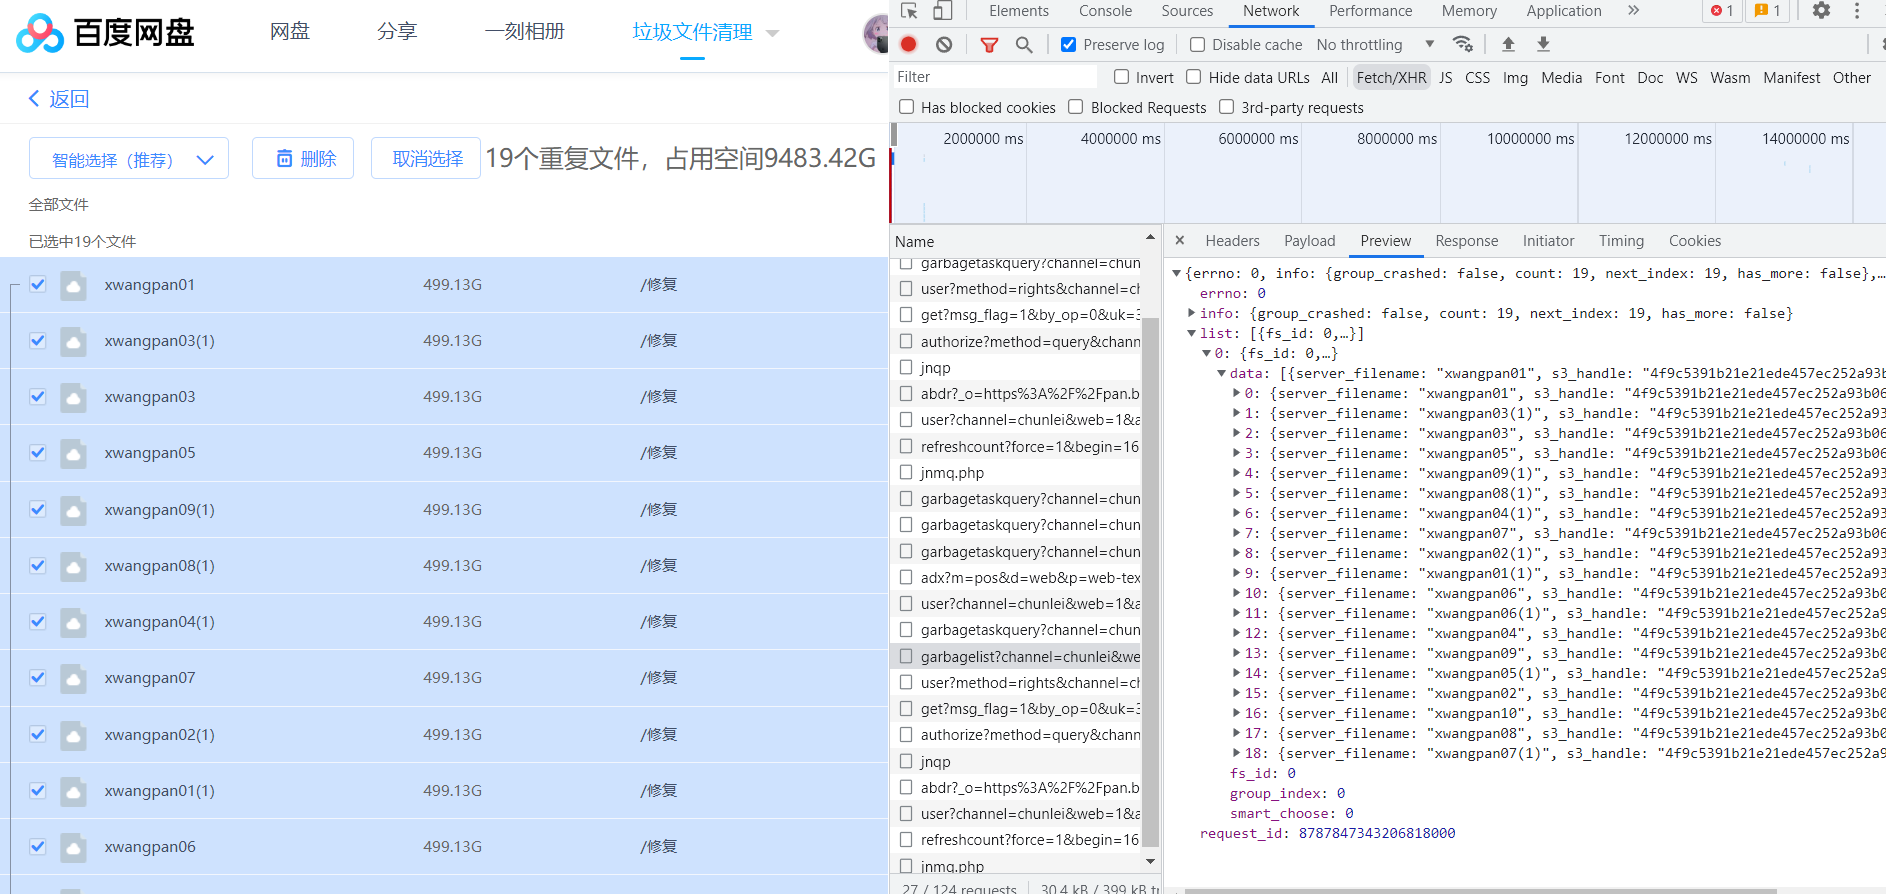 百度网盘 网盘 分享 一刻相册 垃圾文件清理
返回
智能选择（推荐） 删除 取消选择 19个重复文件，占用空间9483.42G
全部文件
已选中19个文件
xwangpan01 499.13G /修复
xwangpan03(1) 499.13G /修复
xwangpan03 499.13G /修复
xwangpan05 499.13G /修复
xwangpan09(1) 499.13G /修复
xwangpan08(1) 499.13G /修复
xwangpan04(1) 499.13G /修复
xwangpan07 499.13G /修复
xwangpan02(1) 499.13G /修复
xwangpan01(1) 499.13G /修复
xwangpan06 499.13G /修复
Elements Console Sources Network Performance Memory Application » 1 1
Preserve log Disable cache No throttling
Filter Invert Hide data URLs All Fetch/XHR JS CSS Img Media Font Doc WS Wasm Manifest Other
Has blocked cookies Blocked Requests 3rd-party requests
2000000 ms 4000000 ms 6000000 ms 8000000 ms 10000000 ms 12000000 ms 14000000 ms
Name
garbagetaskquery?channel=chun
user?method=rights&channel=ch
get?msg_flag=1&by_op=0&uk=3
authorize?method=query&chann
jnqp
abdr?_o=https%3A%2F%2Fpan.b
user?channel=chunlei&web=1&a
refreshcount?force=1&begin=16
jnmq.php
garbagetaskquery?channel=chun
garbagetaskquery?channel=chun
garbagetaskquery?channel=chun
adx?m=pos&d=web&p=web-tex
user?channel=chunlei&web=1&a
garbagetaskquery?channel=chun
garbagelist?channel=chunlei&we
user?method=rights&channel=ch
get?msg_flag=1&by_op=0&uk=3
authorize?method=query&chann
jnqp
abdr?_o=https%3A%2F%2Fpan.b
user?channel=chunlei&web=1&a
refreshcount?force=1&begin=16
jnmq.php
27 / 124 requests 30.4 kB / 399 kB tr
× Headers Payload Preview Response Initiator Timing Cookies
{errno: 0, info: {group_crashed: false, count: 19, next_index: 19, has_more: false},…
errno: 0
info: {group_crashed: false, count: 19, next_index: 19, has_more: false}
list: [{fs_id: 0,…}]
0: {fs_id: 0,…}
data: [{server_filename: "xwangpan01", s3_handle: "4f9c5391b21e21ede457ec252a93b
0: {server_filename: "xwangpan01", s3_handle: "4f9c5391b21e21ede457ec252a93b06
1: {server_filename: "xwangpan03(1)", s3_handle: "4f9c5391b21e21ede457ec252a93
2: {server_filename: "xwangpan03", s3_handle: "4f9c5391b21e21ede457ec252a93b06
3: {server_filename: "xwangpan05", s3_handle: "4f9c5391b21e21ede457ec252a93b06
4: {server_filename: "xwangpan09(1)", s3_handle: "4f9c5391b21e21ede457ec252a93
5: {server_filename: "xwangpan08(1)", s3_handle: "4f9c5391b21e21ede457ec252a93
6: {server_filename: "xwangpan04(1)", s3_handle: "4f9c5391b21e21ede457ec252a93
7: {server_filename: "xwangpan07", s3_handle: "4f9c5391b21e21ede457ec252a93b06
8: {server_filename: "xwangpan02(1)", s3_handle: "4f9c5391b21e21ede457ec252a93
9: {server_filename: "xwangpan01(1)", s3_handle: "4f9c5391b21e21ede457ec252a93
10: {server_filename: "xwangpan06", s3_handle: "4f9c5391b21e21ede457ec252a93b0
11: {server_filename: "xwangpan06(1)", s3_handle: "4f9c5391b21e21ede457ec252a9
12: {server_filename: "xwangpan04", s3_handle: "4f9c5391b21e21ede457ec252a93b0
13: {server_filename: "xwangpan09", s3_handle: "4f9c5391b21e21ede457ec252a93b0
14: {server_filename: "xwangpan05(1)", s3_handle: "4f9c5391b21e21ede457ec252a9
15: {server_filename: "xwangpan02", s3_handle: "4f9c5391b21e21ede457ec252a93b0
16: {server_filename: "xwangpan10", s3_handle: "4f9c5391b21e21ede457ec252a93b0
17: {server_filename: "xwangpan08", s3_handle: "4f9c5391b21e21ede457ec252a93b0
18: {server_filename: "xwangpan07(1)", s3_handle: "4f9c5391b21e21ede457ec252a9
fs_id: 0
group_index: 0
smart_choose: 0
request_id: 8787847343206818000